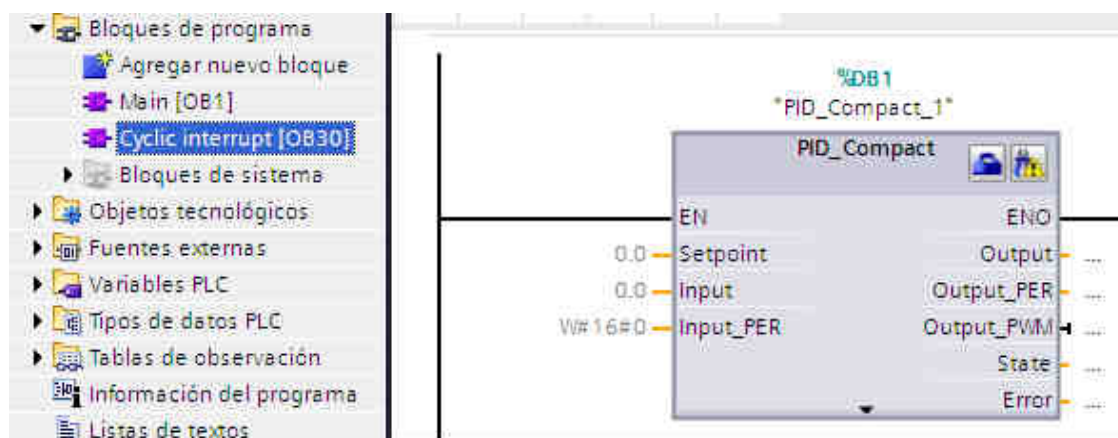 Bloques de programa
Agregar nuevo bloque
Main [OB1]
Cyclic interrupt [OB30]
Bloques de sistema
Objetos tecnológicos
Fuentes externas
Variables PLC
Tipos de datos PLC
Tablas de observación
Información del programa
Listas de textos
%DB1
"PID_Compact_1"
PID_Compact
EN ENO
0.0 Setpoint Output ...
0.0 Input Output_PER ...
W#16#0 Input_PER Output_PWM ...
State ...
Error ...